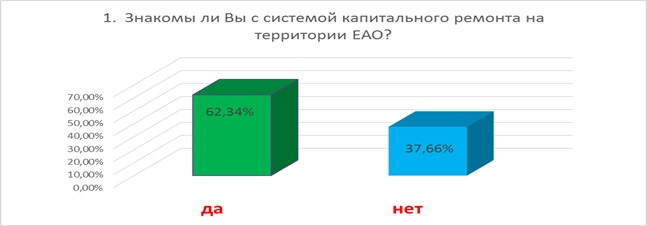 1. Знакомы ли Вы с системой капитального ремонта на
территории ЕАО?
70,00%
60,00%
50,00%
40,00%
30,00%
20,00%
10,00%
0,00%
62,34%
37,66%
да
нет